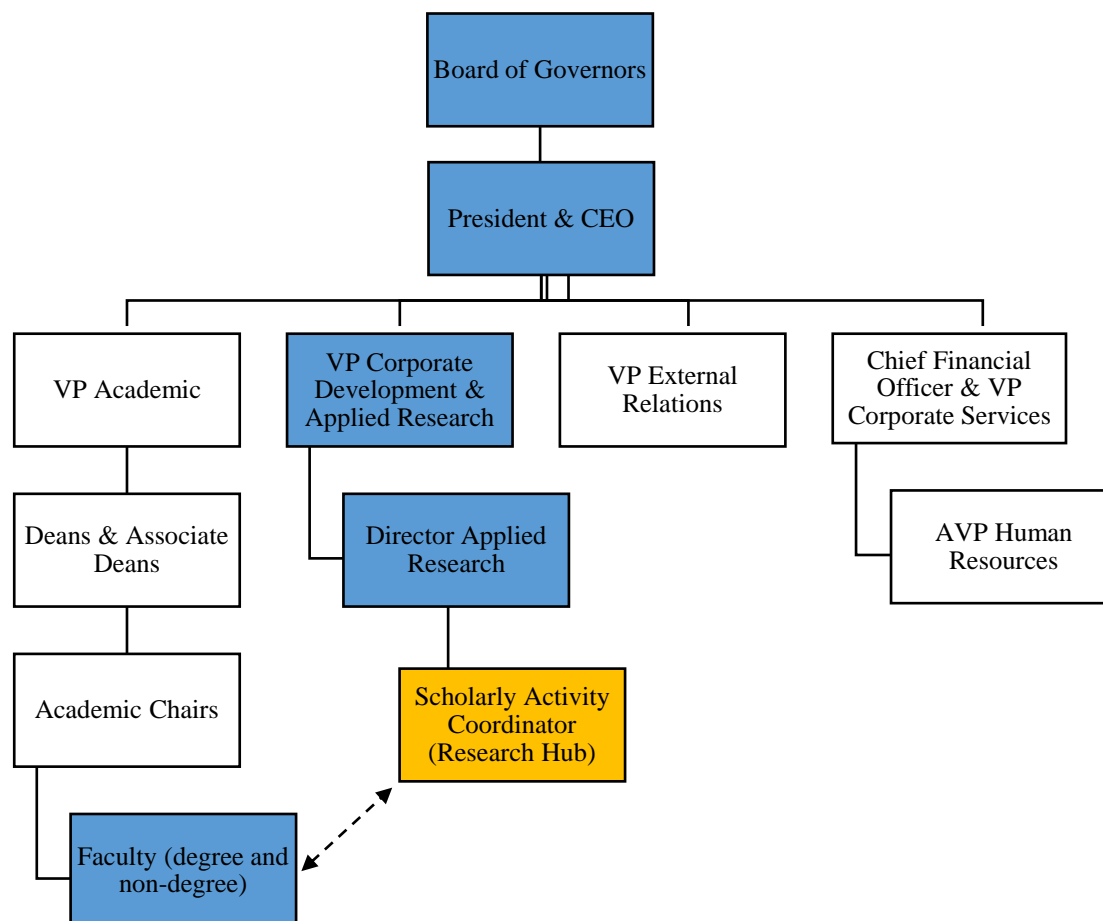 Board of Governors
President & CEO
VP Academic
VP Corporate
Development &
Applied Research
VP External
Relations
Chief Financial
Officer & VP
Corporate Services
Deans & Associate
Deans
Director Applied
Research
AVP Human
Resources
Academic Chairs
Scholarly Activity
Coordinator
(Research Hub)
Faculty (degree and
non-degree)